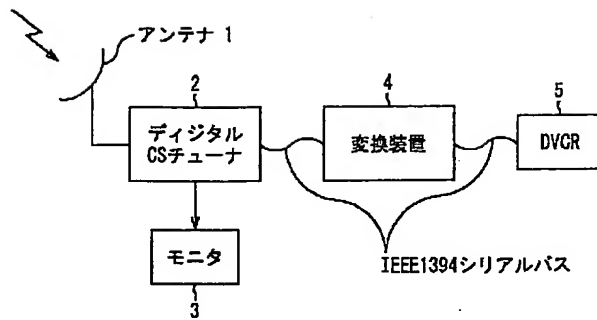 アンテナ 1
2
ディジタル
CSチューナ
4
変換装置
5
DVCR
モニタ
3
IEEE1394シリアルバス